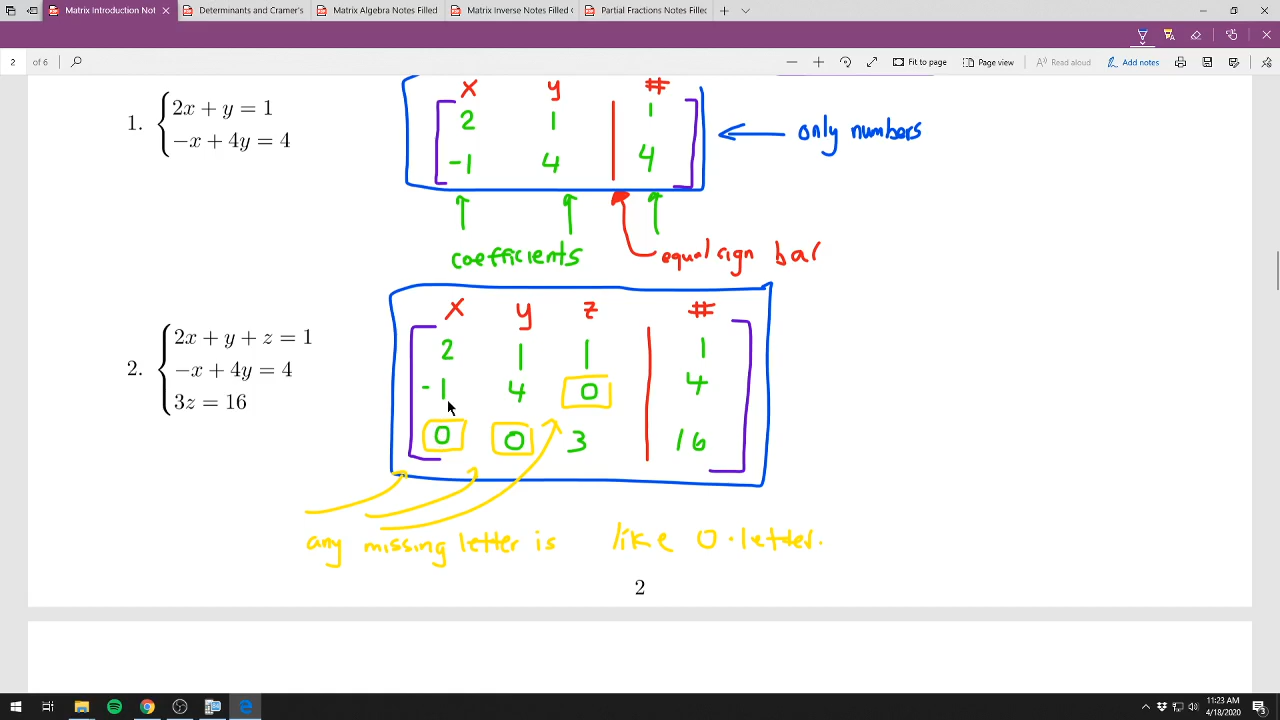 Matrix Introduction Not
Determinants and Cramer's
Matrix Algebra Notes Filled
Matrix Inverse Notes Filled
Partial Fractions Notes Filled
2 of 6
Fit to page
Page view
Read aloud
Add notes
x y #
1. { 2x + y = 1
−x + 4y = 4
2 1 | 1
-1 4 | 4
← only numbers
coefficients
equal sign bar
x y z #
2. { 2x + y + z = 1
−x + 4y = 4
3z = 16
2 1 1 | 1
-1 4 0 | 4
0 0 3 | 16
any missing letter is like 0·letter.
2
11:23 AM
4/18/2020
3